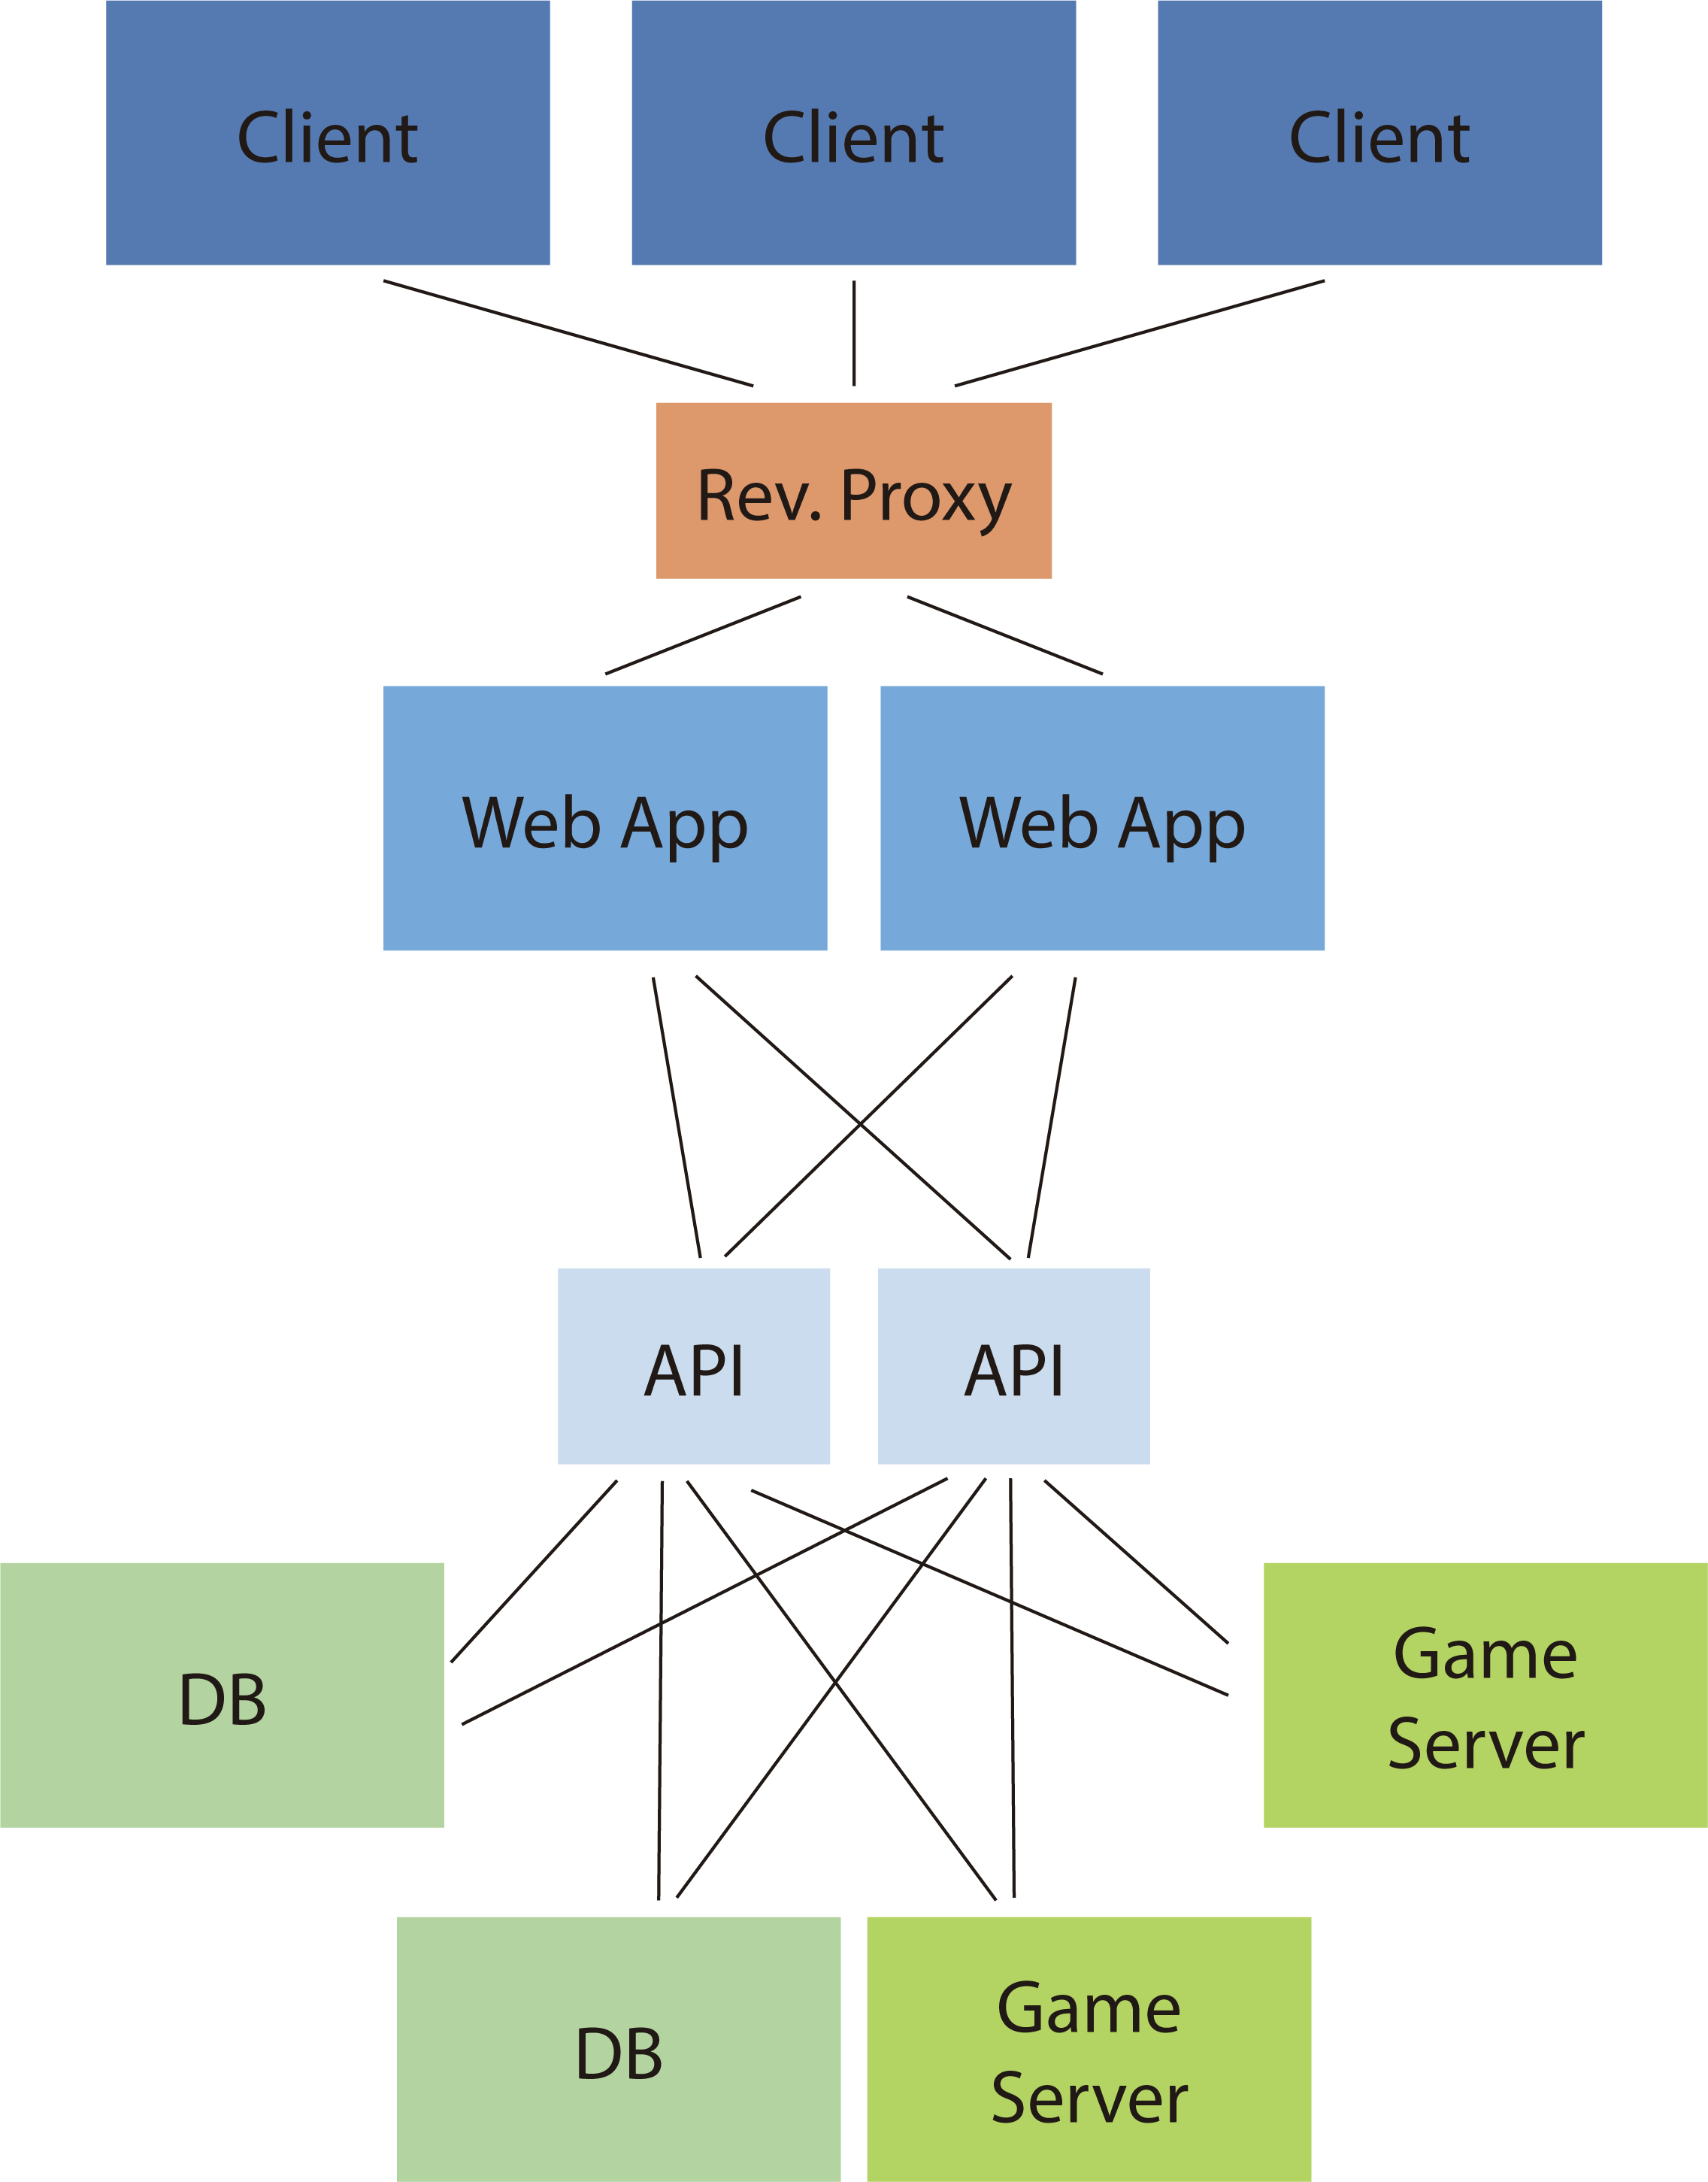 Client
Client
Client
Rev. Proxy
Web App
Web App
API
API
DB
Game
Server
DB
Game
Server